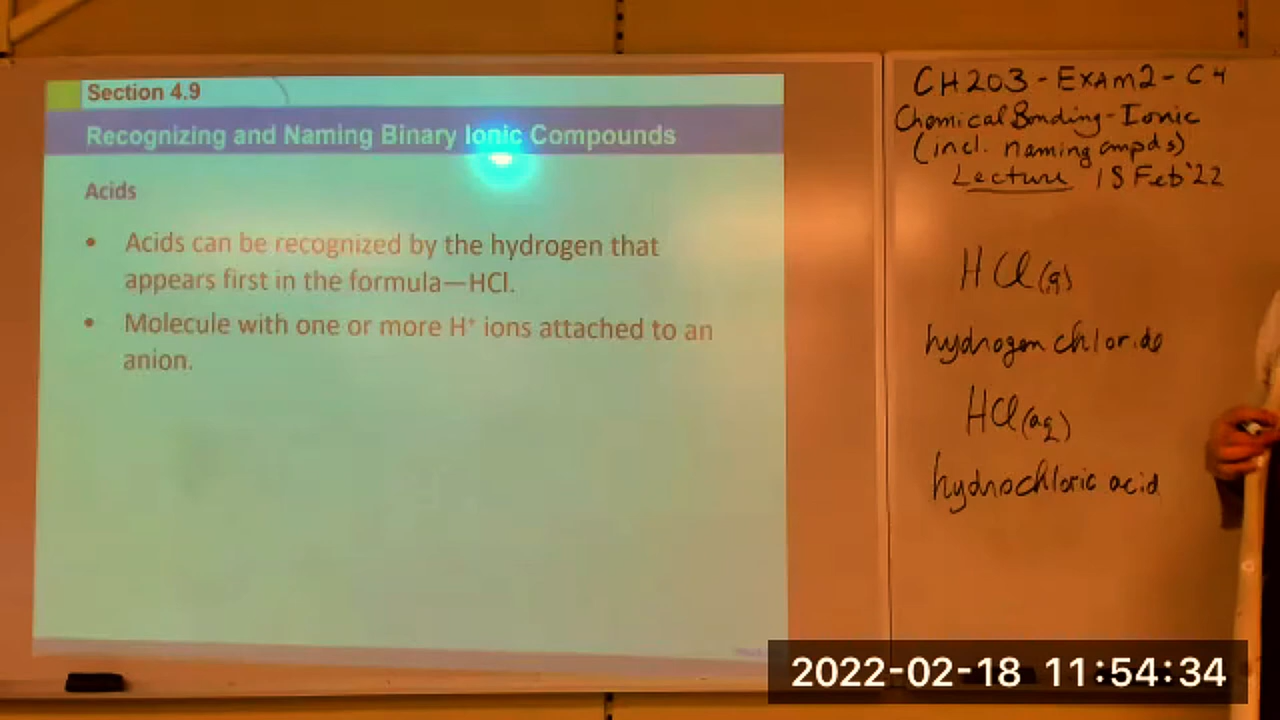 Section 4.9
Recognizing and Naming Binary Ionic Compounds
Acids
• Acids can be recognized by the hydrogen that
appears first in the formula—HCl.
• Molecule with one or more H⁺ ions attached to an
anion.
CH203-EXAM2-C4
Chemical Bonding-Ionic
(incl. naming cmpds)
Lecture 18 Feb'22
HCl(g)
hydrogen chloride
HCl(aq)
hydrochloric acid
2022-02-18 11:54:34